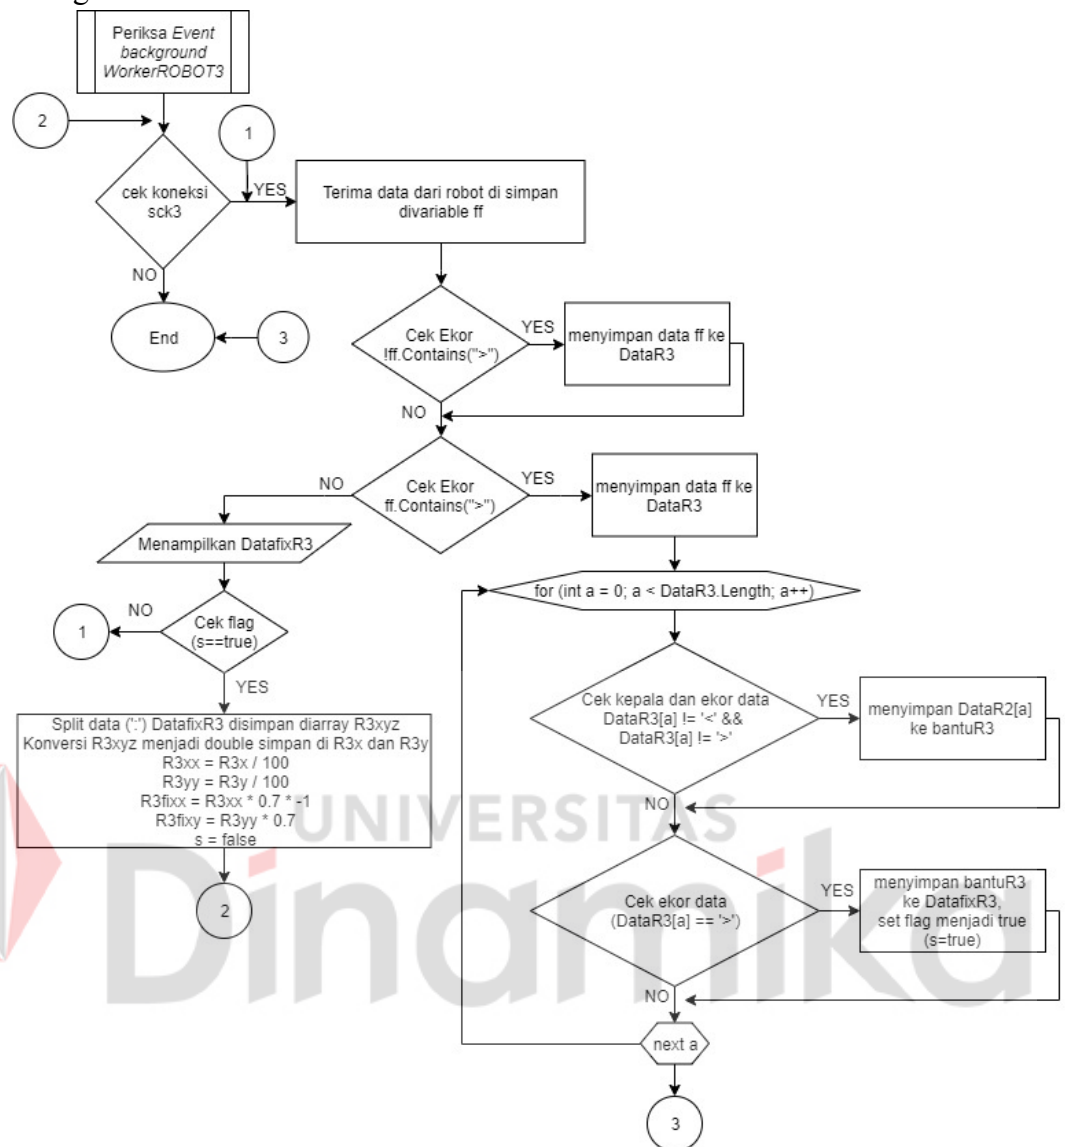 Periksa Event
background
WorkerROBOT3
2
1
cek koneksi
sck3
YES
Terima data dari robot di simpan
divariable ff
NO
End
3
Cek Ekor
!ff.Contains(">")
YES
menyimpan data ff ke
DataR3
NO
Cek Ekor
ff.Contains(">")
YES
menyimpan data ff ke
DataR3
NO
Menampilkan DatafixR3
for (int a = 0; a < DataR3.Length; a++)
NO
1
Cek flag
(s==true)
YES
Split data (':') DatafixR3 disimpan diarray R3xyz
Konversi R3xyz menjadi double simpan di R3x dan R3y
R3xx = R3x / 100
R3yy = R3y / 100
R3fixx = R3xx * 0.7 * -1
R3fixy = R3yy * 0.7
s = false
2
Cek kepala dan ekor data
DataR3[a] != '<' &&
DataR3[a] != '>'
YES
menyimpan DataR2[a]
ke bantuR3
NO
Cek ekor data
(DataR3[a] == '>')
YES
menyimpan bantuR3
ke DatafixR3,
set flag menjadi true
(s=true)
NO
next a
3
UNIVERSITAS
Dinamika